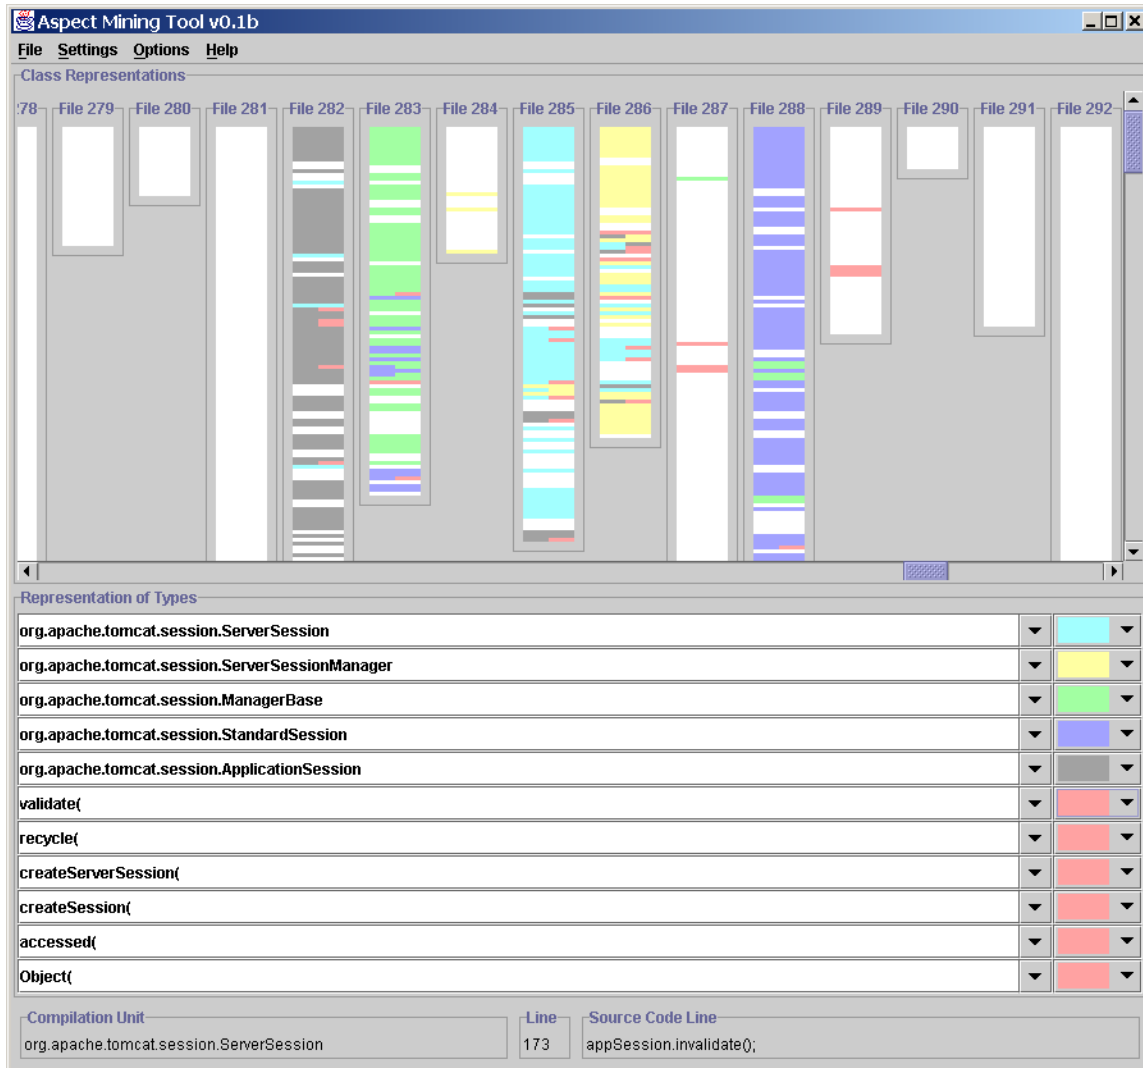 Aspect Mining Tool v0.1b
File Settings Options Help
Class Representations
:78 File 279 File 280 File 281 File 282 File 283 File 284 File 285 File 286 File 287 File 288 File 289 File 290 File 291 File 292
Representation of Types
org.apache.tomcat.session.ServerSession
org.apache.tomcat.session.ServerSessionManager
org.apache.tomcat.session.ManagerBase
org.apache.tomcat.session.StandardSession
org.apache.tomcat.session.ApplicationSession
validate(
recycle(
createServerSession(
createSession(
accessed(
Object(
Compilation Unit Line Source Code Line
org.apache.tomcat.session.ServerSession 173 appSession.invalidate();